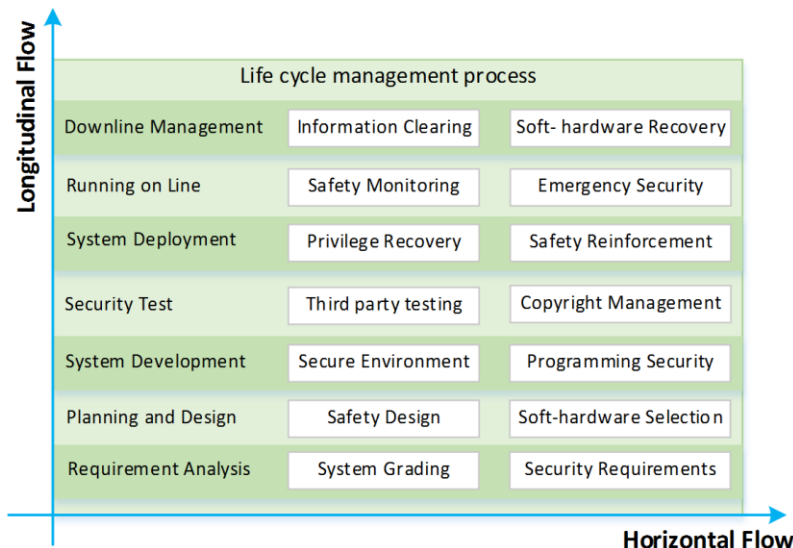 Longitudinal Flow
Life cycle management process
Downline Management
Information Clearing
Soft- hardware Recovery
Running on Line
Safety Monitoring
Emergency Security
System Deployment
Privilege Recovery
Safety Reinforcement
Security Test
Third party testing
Copyright Management
System Development
Secure Environment
Programming Security
Planning and Design
Safety Design
Soft-hardware Selection
Requirement Analysis
System Grading
Security Requirements
Horizontal Flow